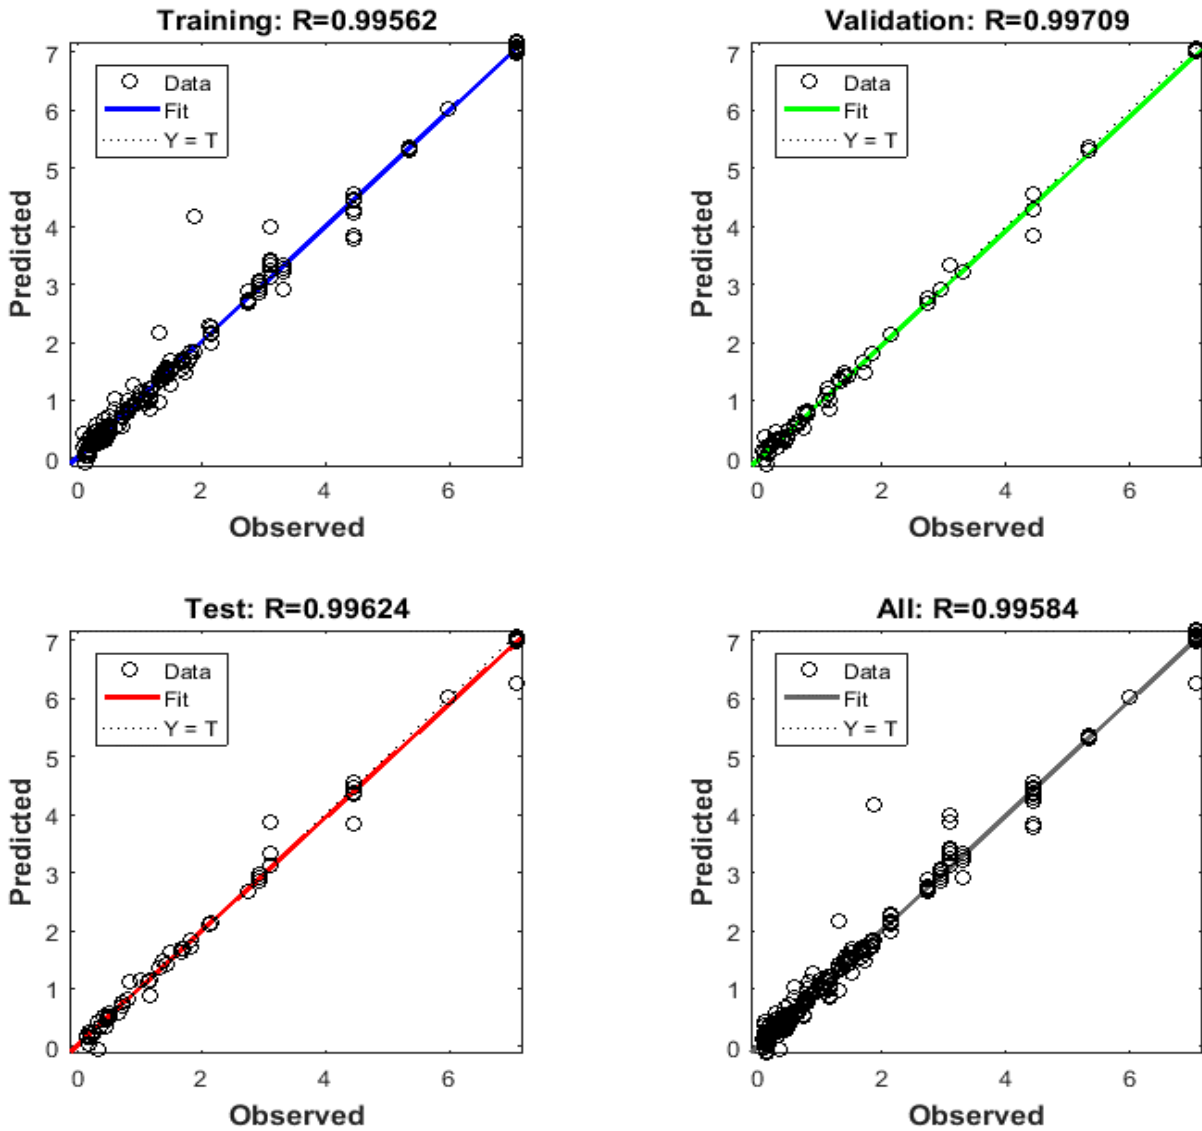 Training: R=0.99562
Predicted
7
6
5
4
3
2
1
0
Data
Fit
Y = T
0 2 4 6
Observed
Validation: R=0.99709
Predicted
7
6
5
4
3
2
1
0
Data
Fit
Y = T
0 2 4 6
Observed
Test: R=0.99624
Predicted
7
6
5
4
3
2
1
0
Data
Fit
Y = T
0 2 4 6
Observed
All: R=0.99584
Predicted
7
6
5
4
3
2
1
0
Data
Fit
Y = T
0 2 4 6
Observed